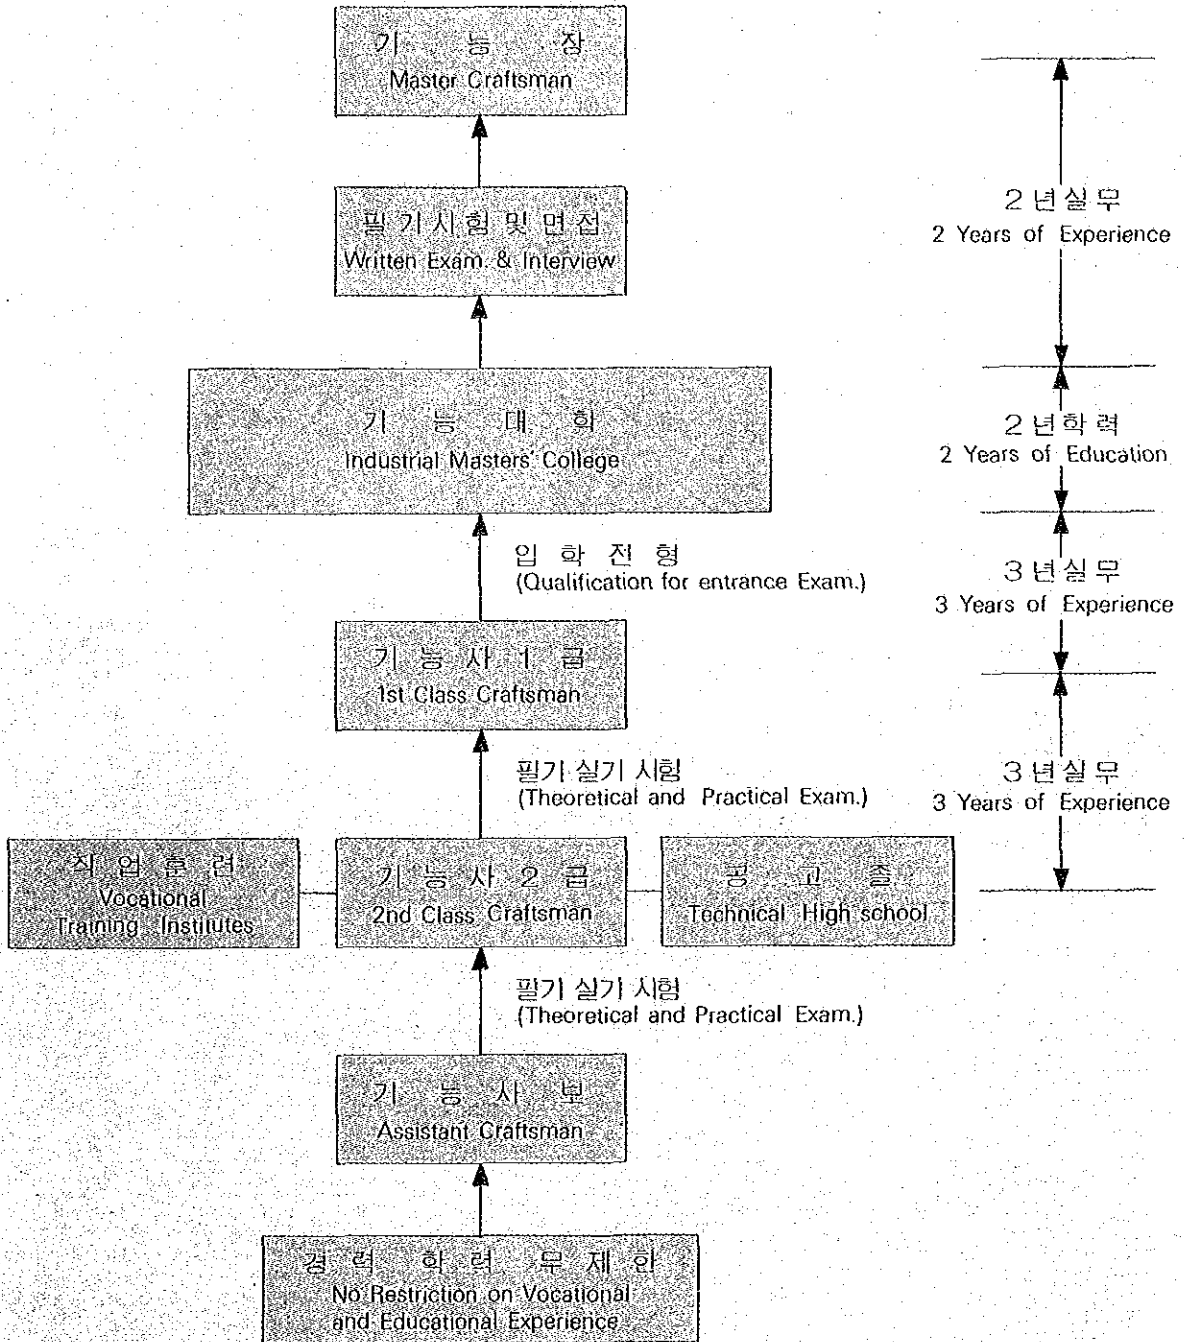 기 능 장
Master Craftsman
필기시험 및 면접
Written Exam. & Interview
2년실무
2 Years of Experience
기 능 대 학
Industrial Masters' College
2년학력
2 Years of Education
입 학 전 형
(Qualification for entrance Exam.)
3년실무
3 Years of Experience
기 능 사 1 급
1st Class Craftsman
필기 실기 시험
(Theoretical and Practical Exam.)
3년실무
3 Years of Experience
직 업 훈 련
Vocational
Training Institutes
기 능 사 2 급
2nd Class Craftsman
공 고 졸
Technical High school
필기 실기 시험
(Theoretical and Practical Exam.)
기 능 사 보
Assistant Craftsman
경 력 학 력 무 제 한
No Restriction on Vocational
and Educational Experience